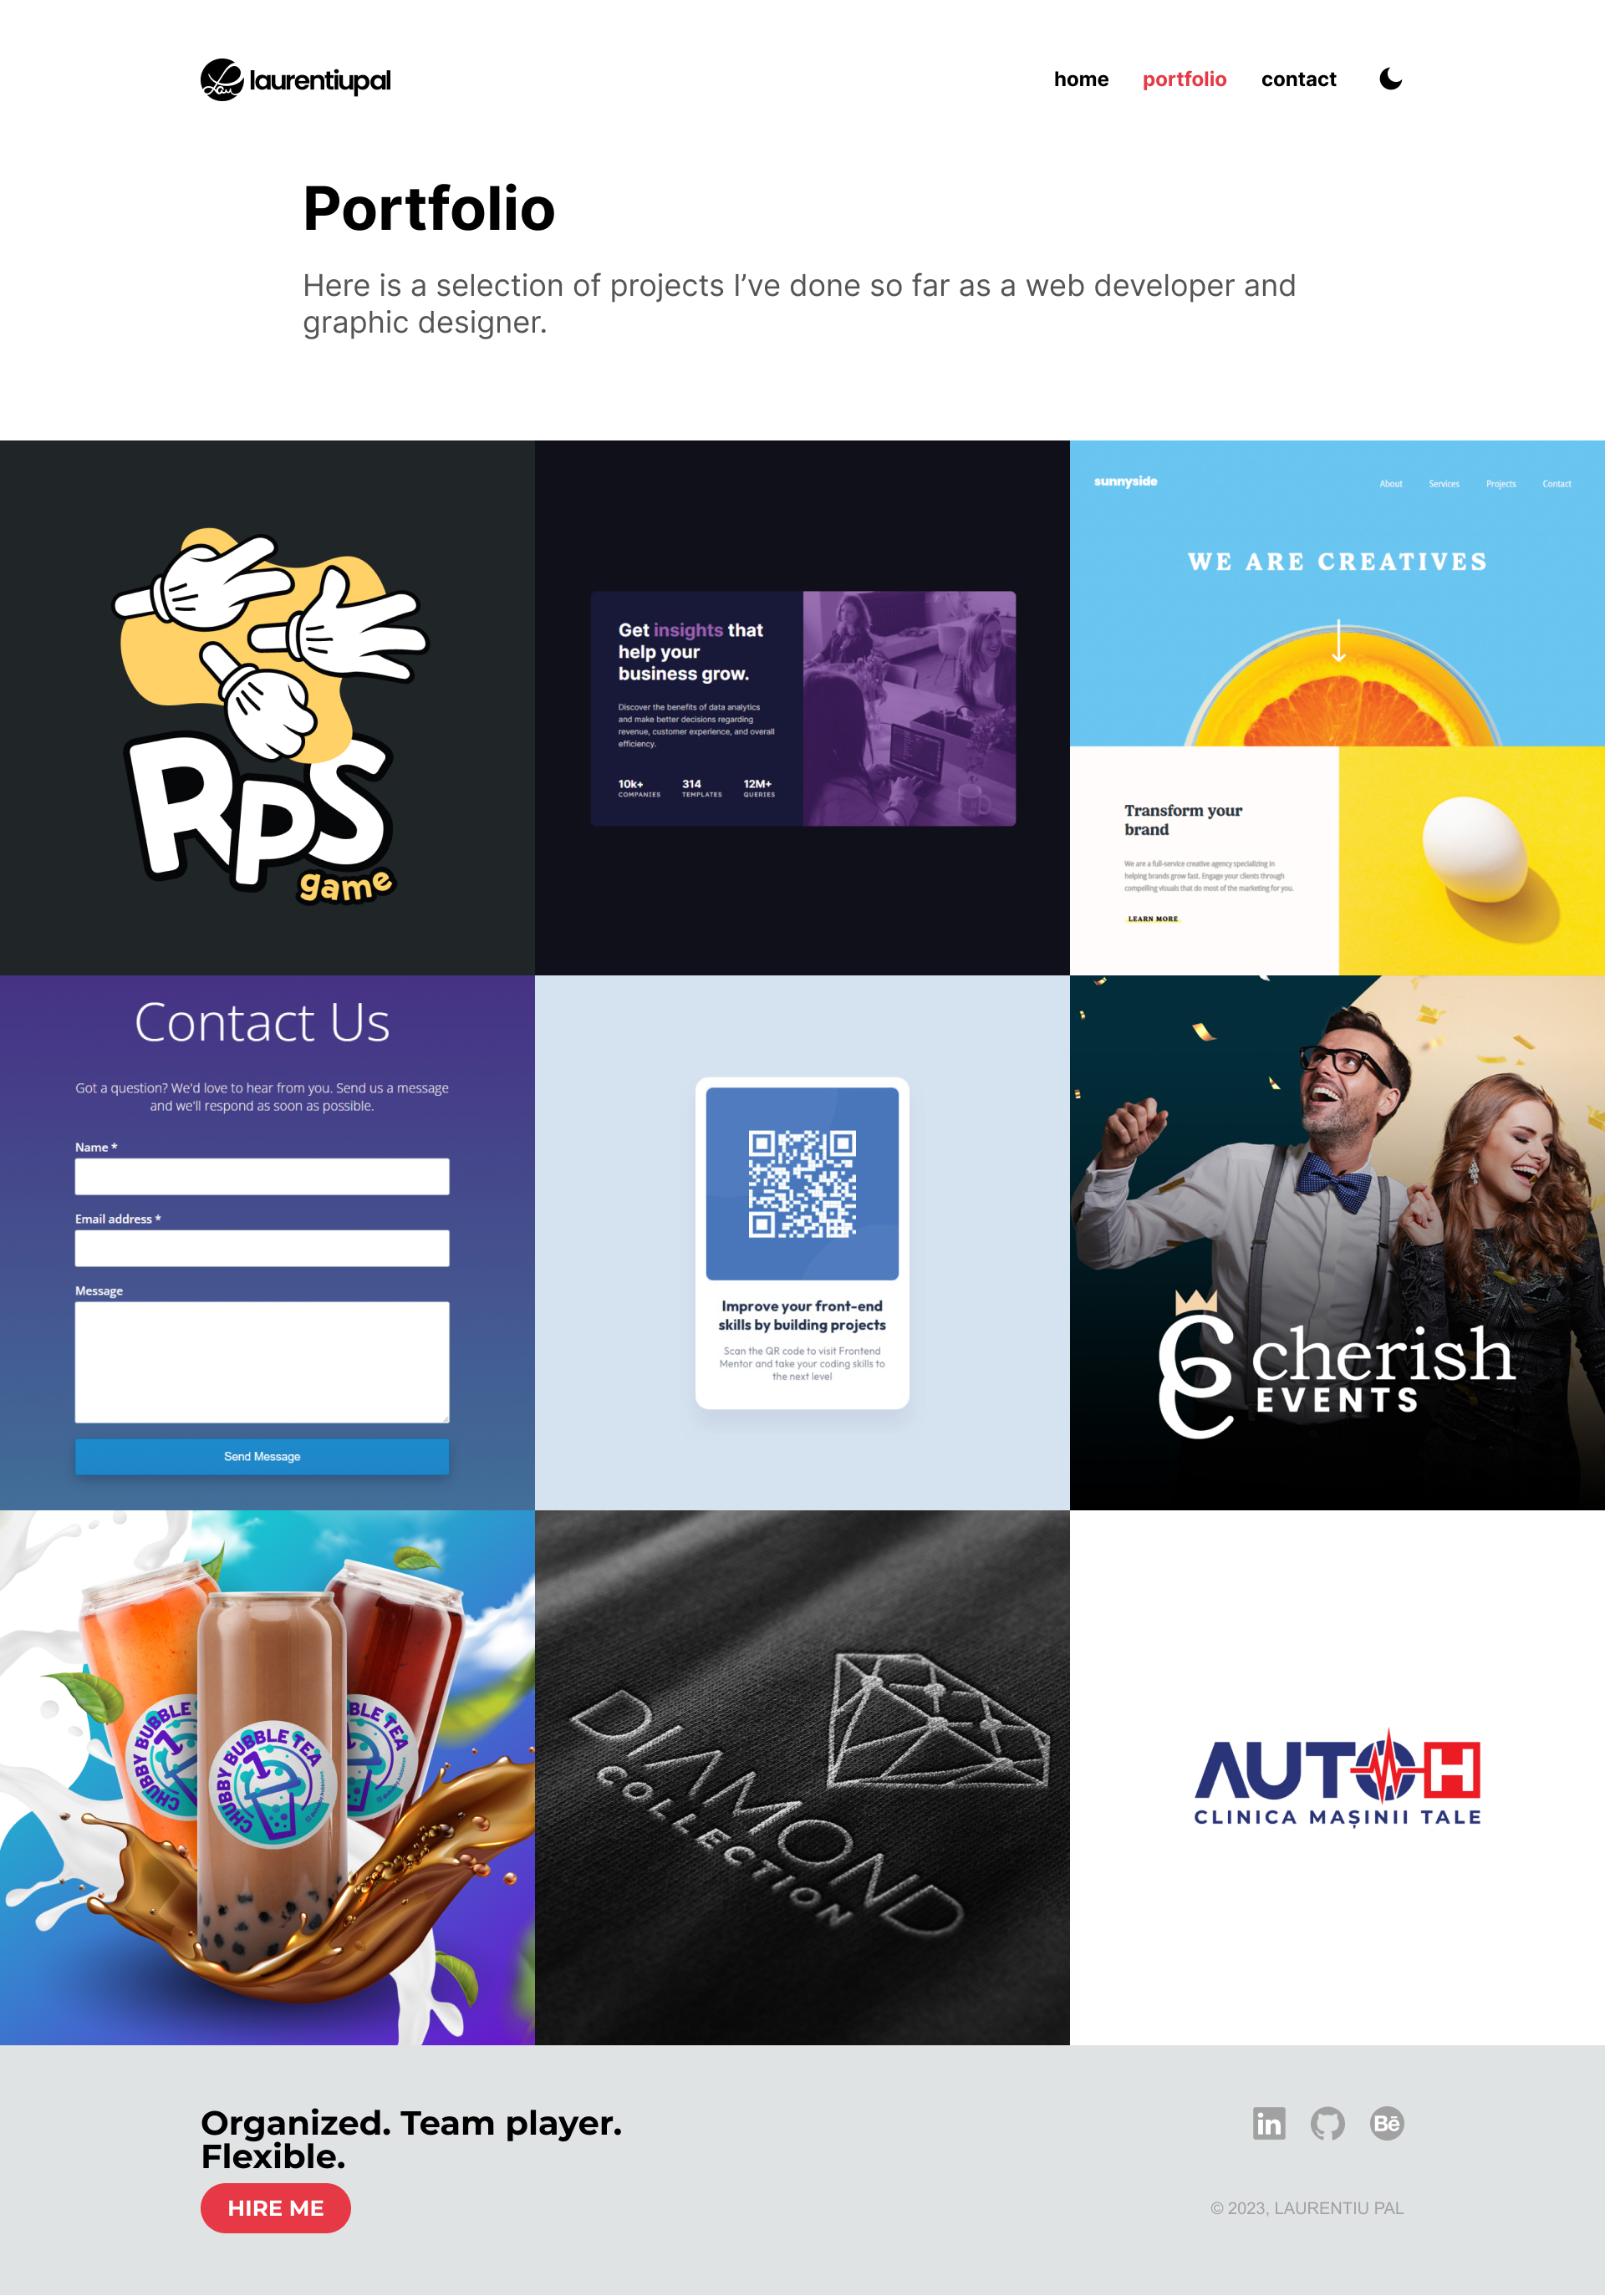 laurentiupal
home
portfolio
contact
Portfolio
Here is a selection of projects I’ve done so far as a web developer and
graphic designer.
RPS
game
Get insights that
help your
business grow.
Discover the benefits of data analytics
and make better decisions regarding
revenue, customer experience, and overall
efficiency.
10k+
COMPANIES
314
TEMPLATES
12M+
QUERIES
sunnyside
About
Services
Projects
Contact
WE ARE CREATIVES
Transform your
brand
We are a full-service creative agency specializing in
helping brands grow fast. Engage your clients through
compelling visuals that do most of the marketing for you.
LEARN MORE
Contact Us
Got a question? We'd love to hear from you. Send us a message
and we'll respond as soon as possible.
Name *
Email address *
Message
Send Message
Improve your front-end
skills by building projects
Scan the QR code to visit Frontend
Mentor and take your coding skills to
the next level
cherish
EVENTS
CHUBBY BUBBLE TEA
CHUBBY BUBBLE TEA
BLE TEA
DIAMOND
COLLECTION
AUTO H
CLINICA MAȘINII TALE
Organized. Team player.
Flexible.
HIRE ME
in
Bē
© 2023, LAURENTIU PAL